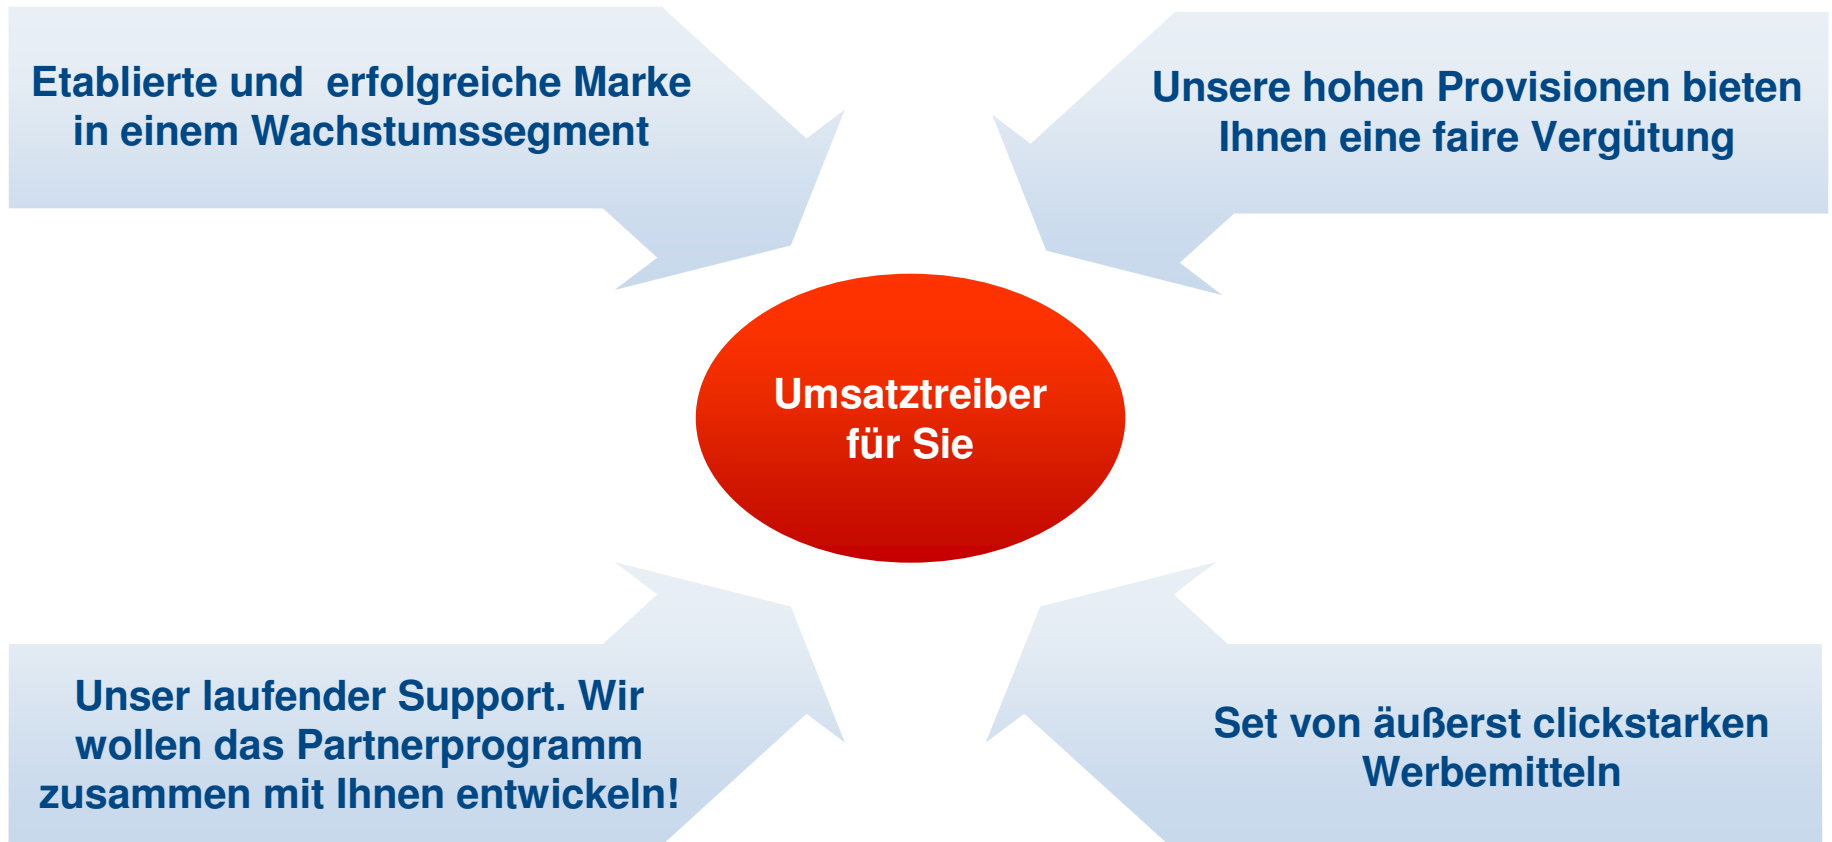 Etablierte und  erfolgreiche Marke
in einem Wachstumssegment
Unsere hohen Provisionen bieten
Ihnen eine faire Vergütung
Umsatztreiber
für Sie
Unser laufender Support. Wir
wollen das Partnerprogramm
zusammen mit Ihnen entwickeln!
Set von äußerst clickstarken
Werbemitteln